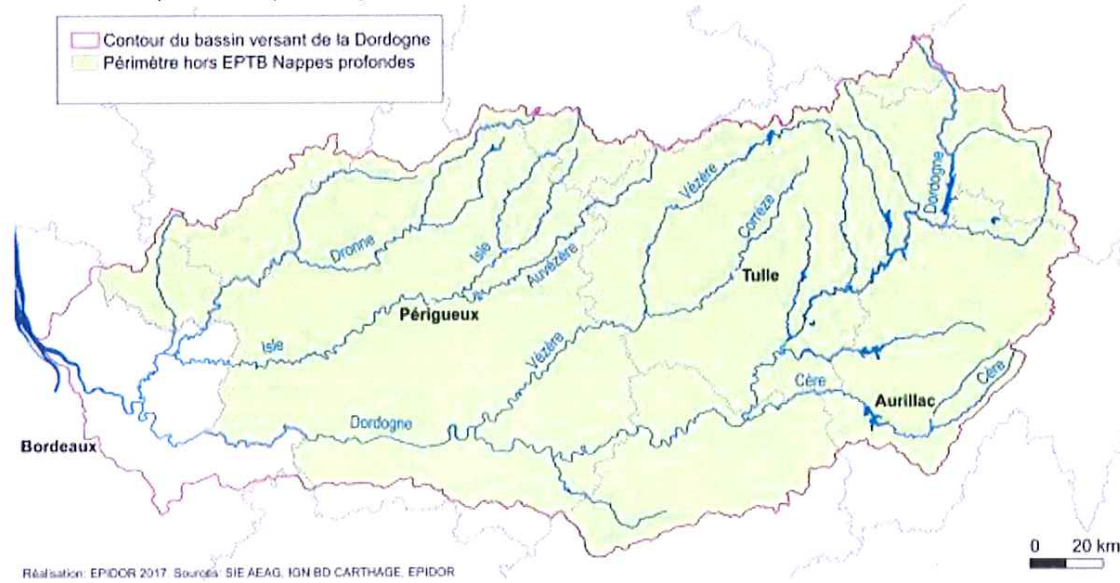 Contour du bassin versant de la Dordogne
Périmètre hors EPTB Nappes profondes
Dordogne
Vézère
Corrèze
Dronne
Isle
Auvézère
Tulle
Périgueux
Isle
Vézère
Cère
Cère
Aurillac
Dordogne
Bordeaux
0 20 km
Réalisation: EPIDOR 2017. Sources: SIE AEAG, IGN BD CARTHAGE, EPIDOR